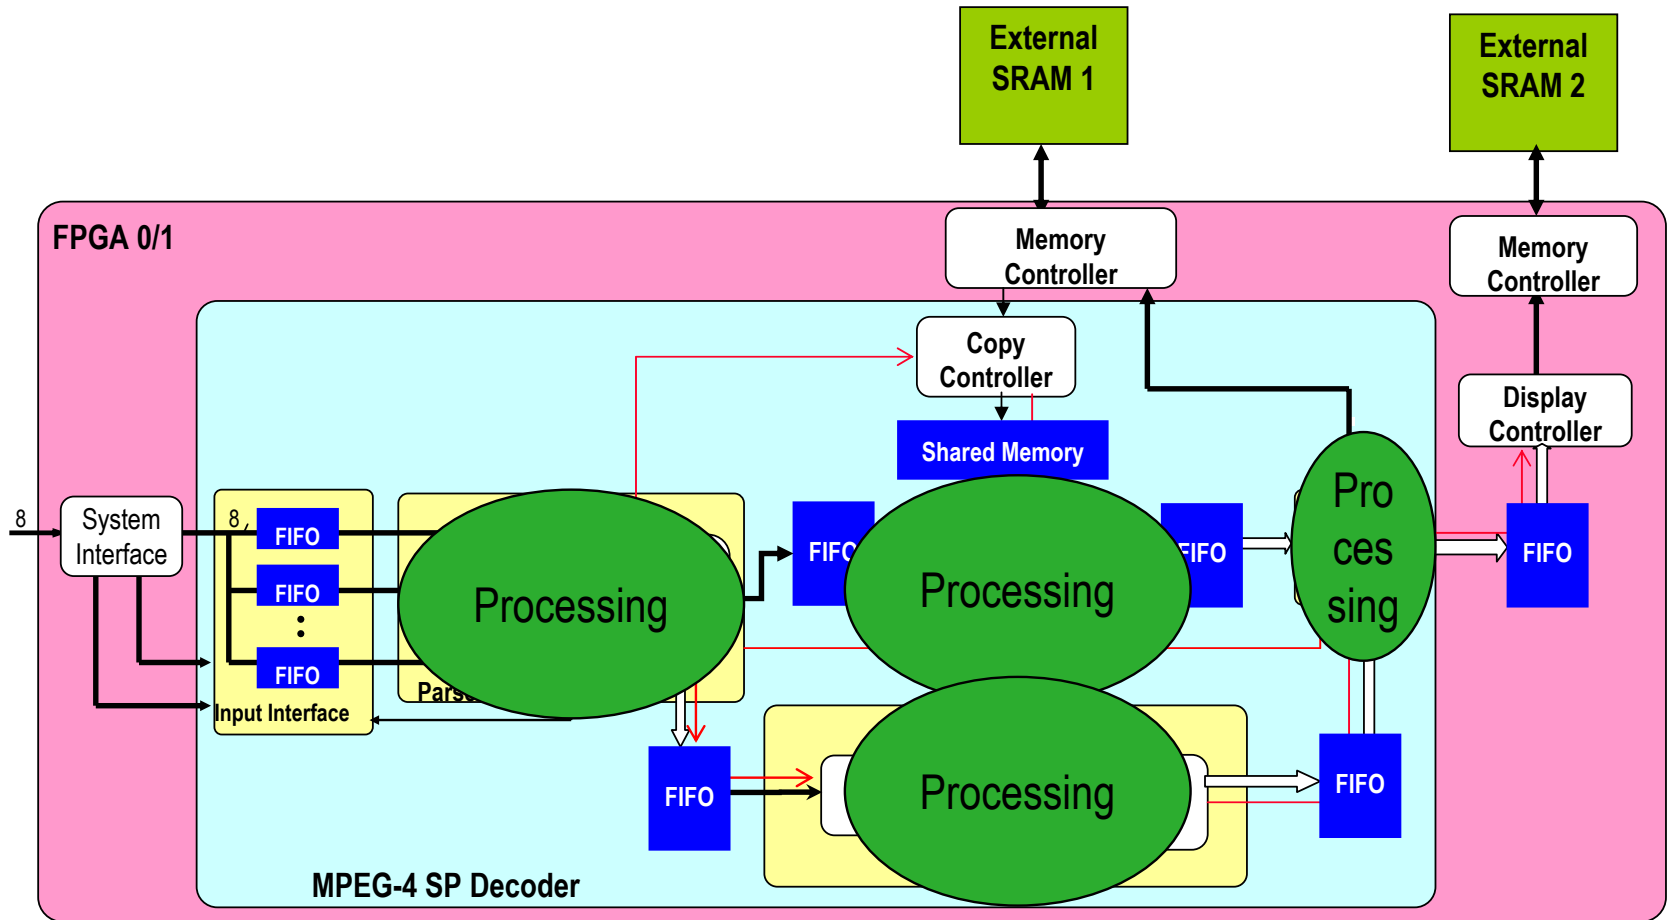 External
SRAM 1
External
SRAM 2
FPGA 0/1
Memory
Controller
Memory
Controller
Copy
Controller
Display
Controller
Shared Memory
8
System
Interface
8
FIFO
FIFO
FIFO
Input Interface
Processing
FIFO
Processing
FIFO
Pro
ces
sing
FIFO
FIFO
Processing
FIFO
MPEG-4 SP Decoder